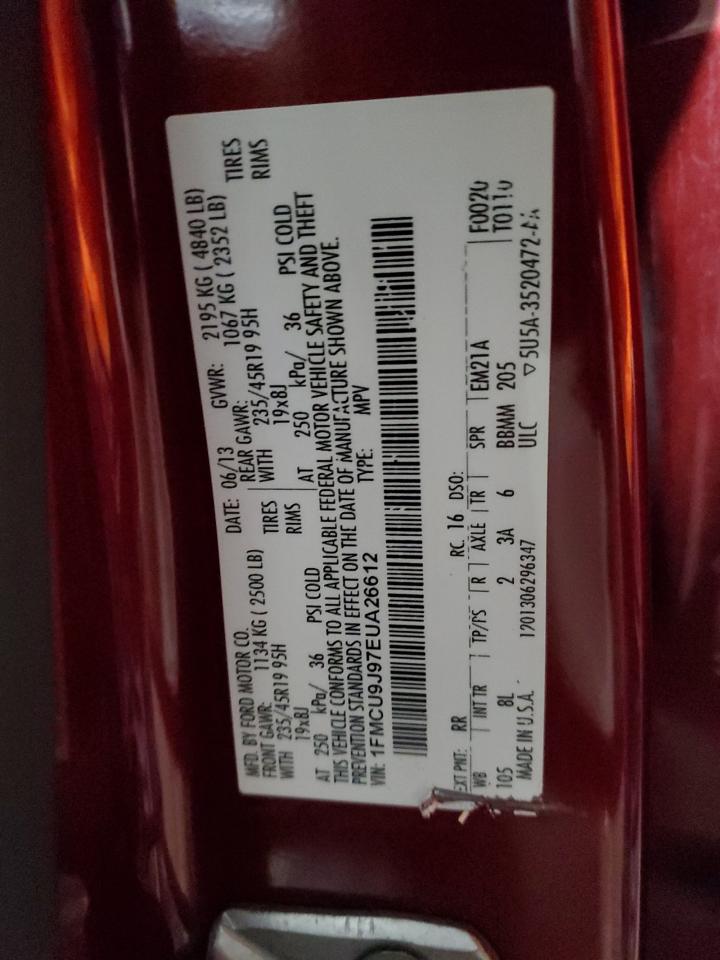 MFD. BY FORD MOTOR CO. DATE: 06/13 GVWR: 2195 KG ( 4840 LB)
FRONT GAWR: 1134 KG ( 2500 LB) REAR GAWR: 1067 KG ( 2352 LB)
WITH 235/45R19 95H TIRES WITH 235/45R19 95H TIRES
19x8J RIMS 19x8J RIMS
AT 250 kPa/ 36 PSI COLD AT 250 kPa/ 36 PSI COLD
THIS VEHICLE CONFORMS TO ALL APPLICABLE FEDERAL MOTOR VEHICLE SAFETY AND THEFT
PREVENTION STANDARDS IN EFFECT ON THE DATE OF MANUFACTURE SHOWN ABOVE.
VIN: 1FMCU9J97EUA26612 TYPE: MPV
EXT PNT: RR RC: 16 DSO: F0020
WB INT TR TP/PS R AXLE TR SPR EM21A T0110
105 8L 2 3A 6 BBMM 205
ULC
MADE IN U.S.A. 1701306296347 ▽5U5A-3520472-